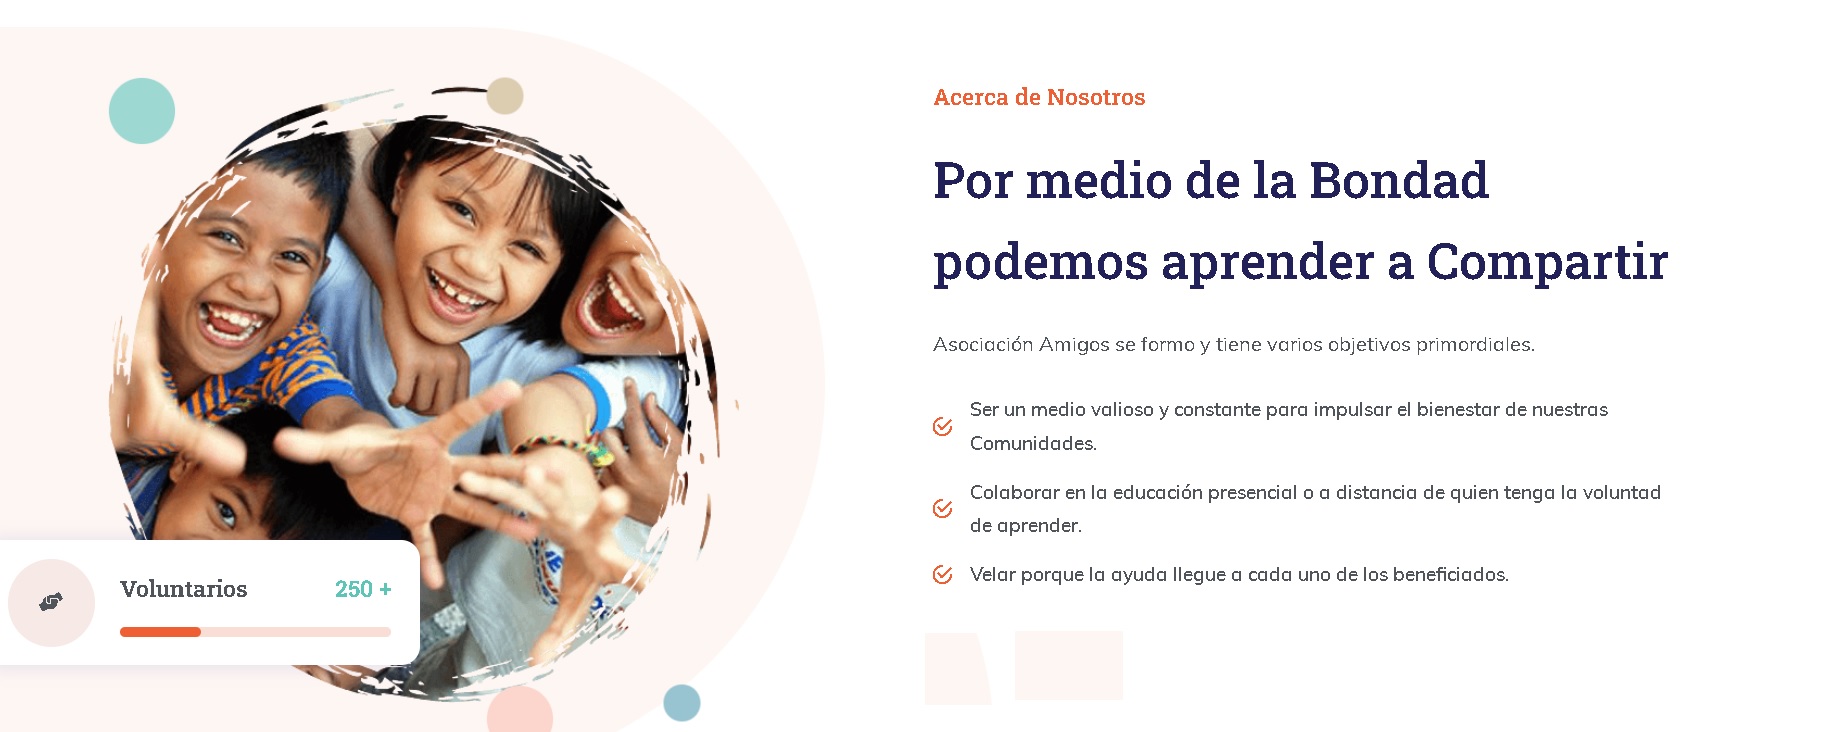 Acerca de Nosotros
Por medio de la Bondad
podemos aprender a Compartir
Asociación Amigos se formo y tiene varios objetivos primordiales.
Ser un medio valioso y constante para impulsar el bienestar de nuestras
Comunidades.
Colaborar en la educación presencial o a distancia de quien tenga la voluntad
de aprender.
Velar porque la ayuda llegue a cada uno de los beneficiados.
Voluntarios 250 +